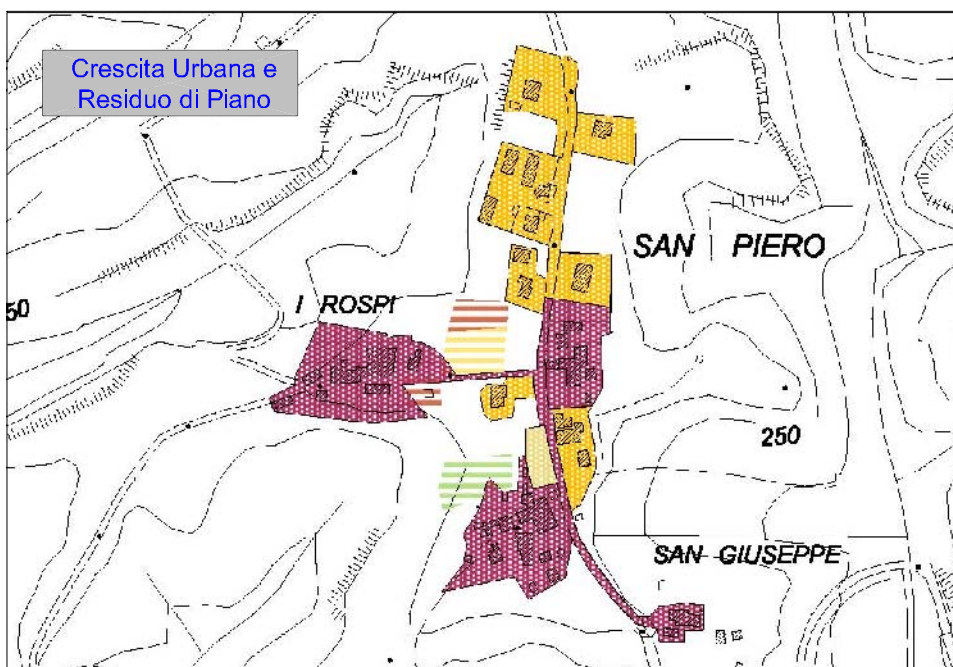 Crescita Urbana e
Residuo di Piano
SAN PIERO
I ROSPI
50
250
SAN GIUSEPPE